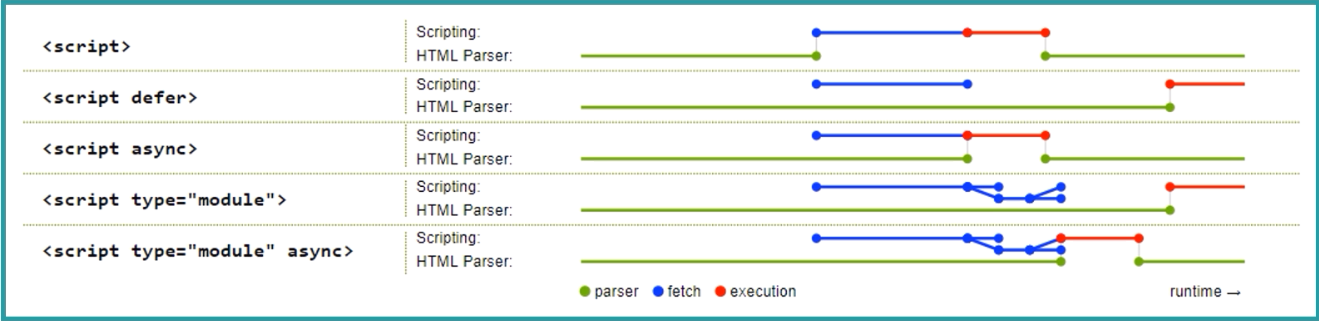 <script>
Scripting:
HTML Parser:
<script defer>
Scripting:
HTML Parser:
<script async>
Scripting:
HTML Parser:
<script type="module">
Scripting:
HTML Parser:
<script type="module" async>
Scripting:
HTML Parser:
parser fetch execution runtime →